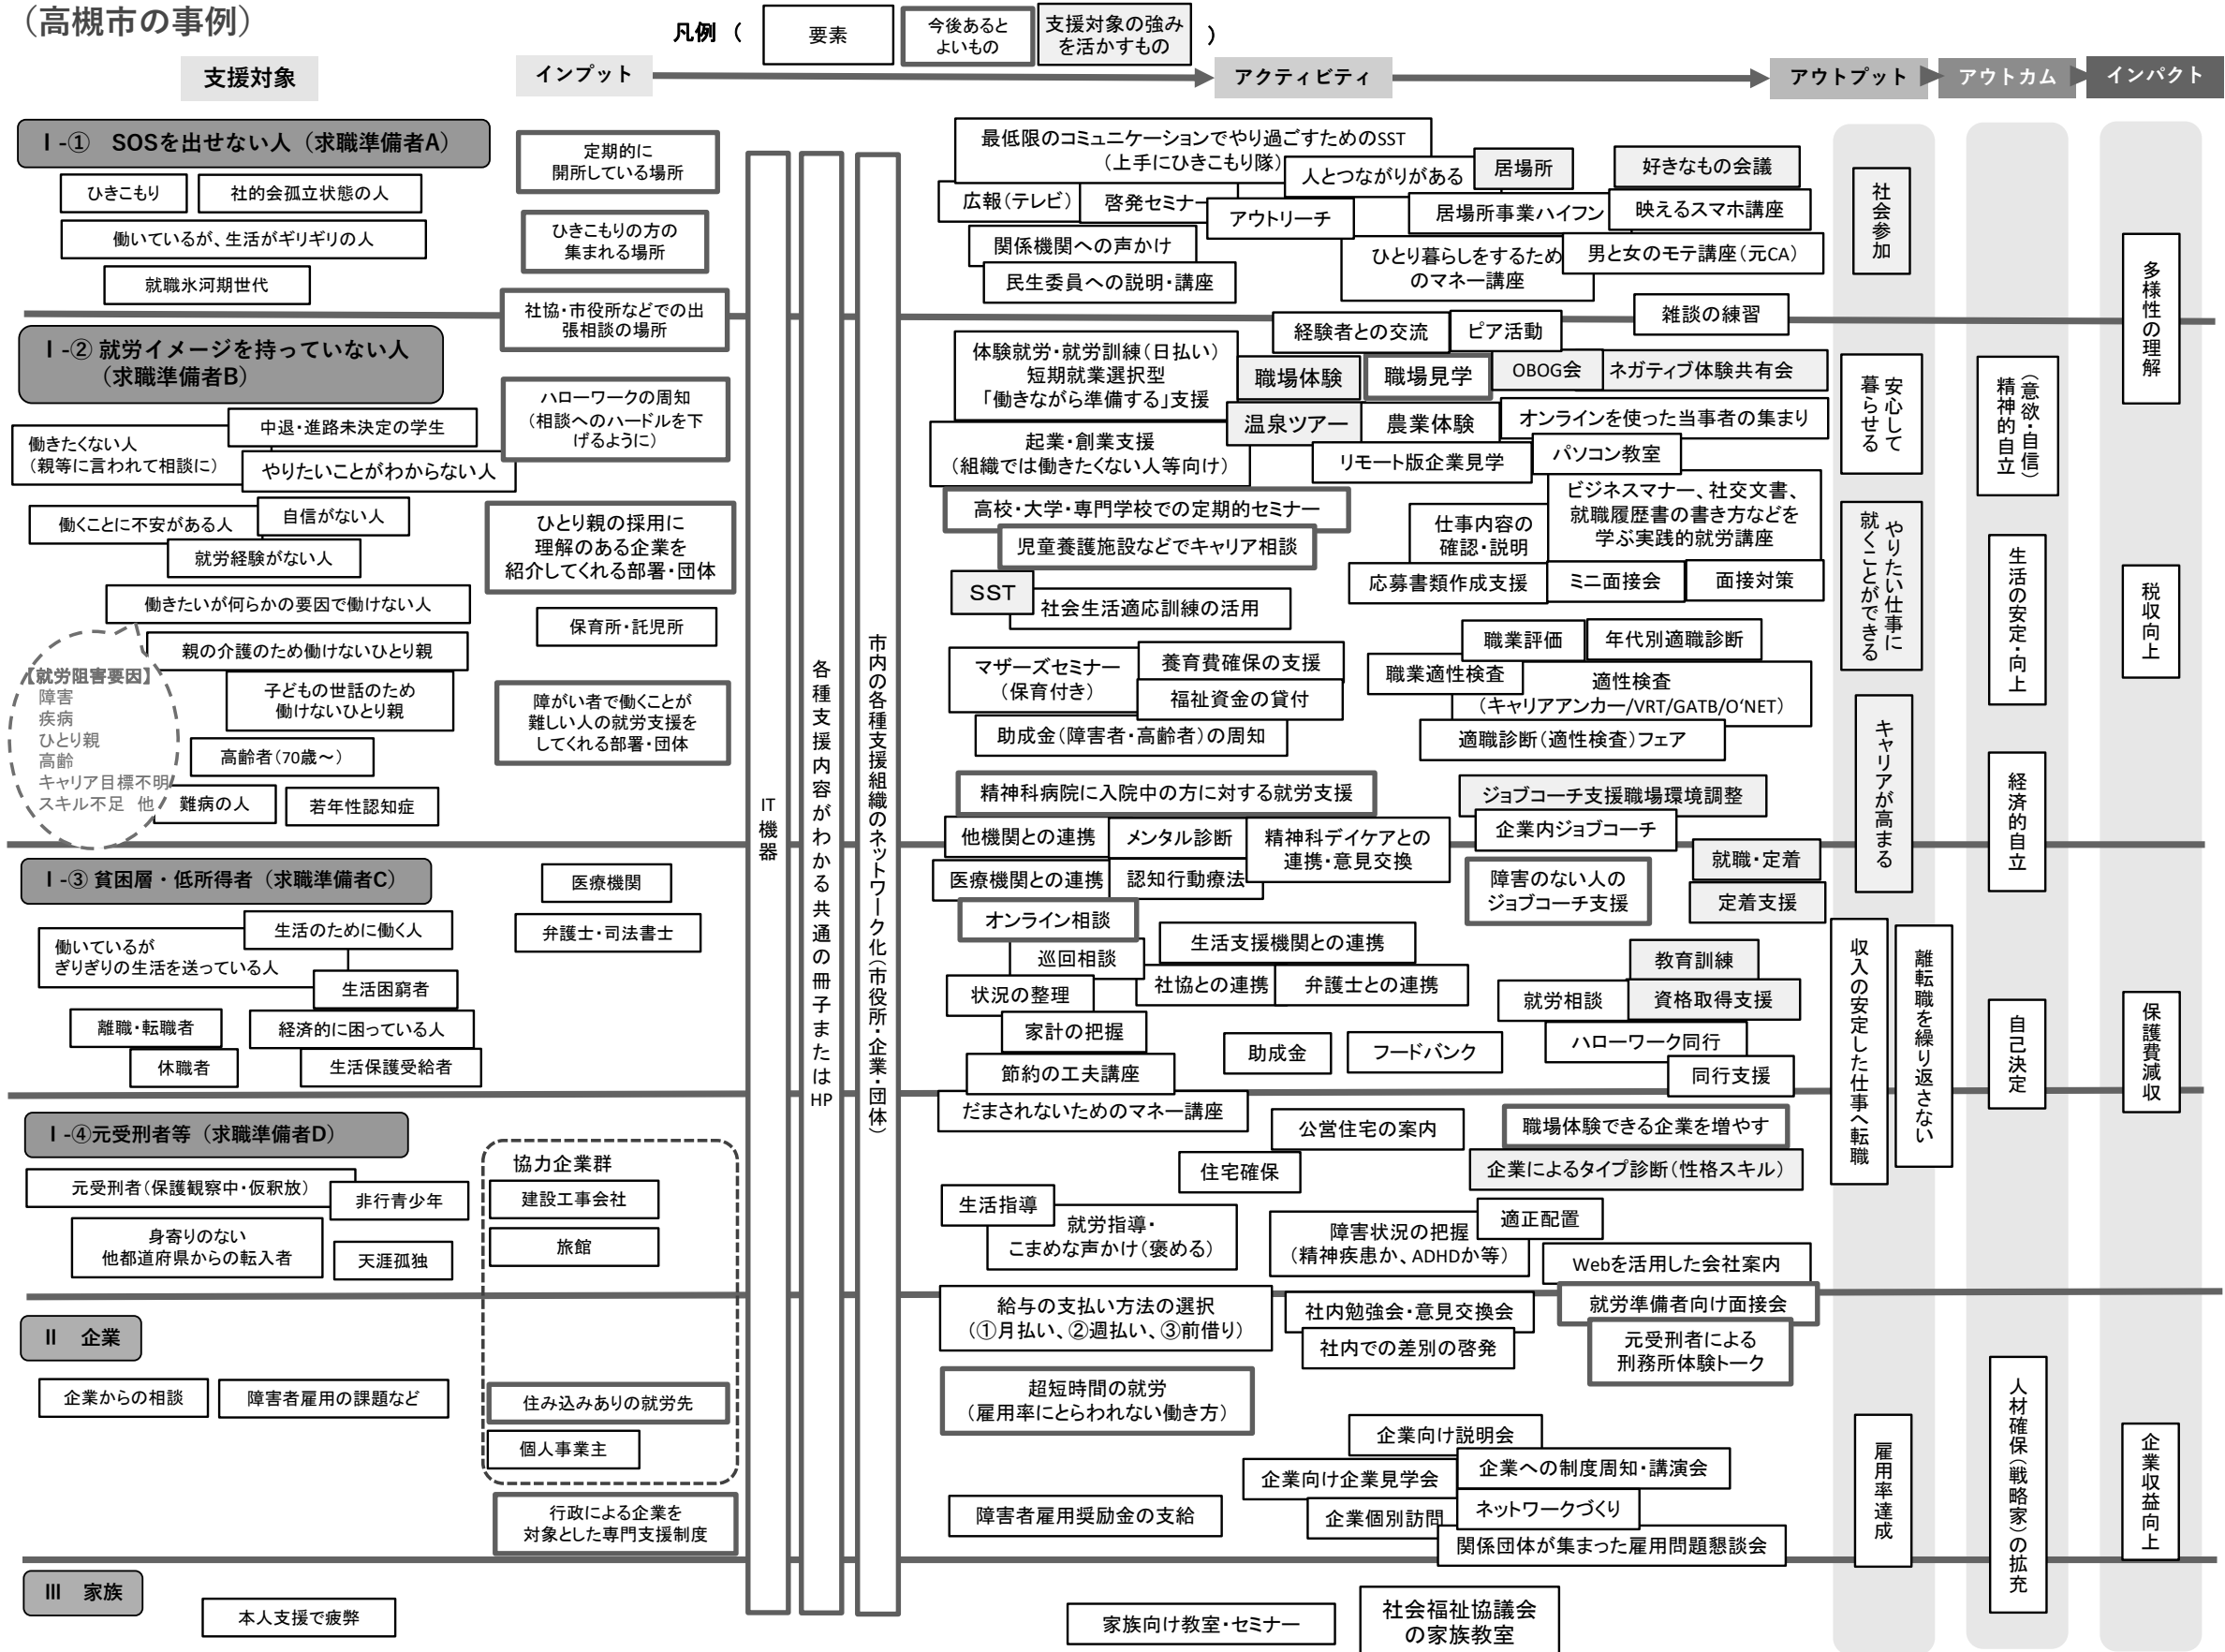 （高槻市の事例）
凡例（
要素
今後あると
よいもの
支援対象の強み
を活かすもの
）
支援対象
インプット
アクティビティ
アウトプット
アウトカム
インパクト
Ⅰ-①　SOSを出せない人（求職準備者A）
ひきこもり
社的会孤立状態の人
働いているが、生活がギリギリの人
就職氷河期世代
Ⅰ-② 就労イメージを持っていない人
（求職準備者B）
働きたくない人
（親等に言われて相談に）
中退・進路未決定の学生
やりたいことがわからない人
働くことに不安がある人
自信がない人
就労経験がない人
働きたいが何らかの要因で働けない人
親の介護のため働けないひとり親
子どもの世話のため
働けないひとり親
高齢者（70歳～）
難病の人
若年性認知症
【就労阻害要因】
障害
疾病
ひとり親
高齢
キャリア目標不明
スキル不足　他
Ⅰ-③ 貧困層・低所得者（求職準備者C）
生活のために働く人
働いているが
ぎりぎりの生活を送っている人
生活困窮者
離職・転職者
経済的に困っている人
休職者
生活保護受給者
Ⅰ-④元受刑者等（求職準備者D）
元受刑者（保護観察中・仮釈放）
非行青少年
身寄りのない
他都道府県からの転入者
天涯孤独
Ⅱ　企業
企業からの相談
障害者雇用の課題など
Ⅲ　家族
本人支援で疲弊
定期的に
開所している場所
ひきこもりの方の
集まれる場所
社協・市役所などでの出
張相談の場所
ハローワークの周知
（相談へのハードルを下
げるように）
ひとり親の採用に
理解のある企業を
紹介してくれる部署・団体
保育所・託児所
障がい者で働くことが
難しい人の就労支援を
してくれる部署・団体
医療機関
弁護士・司法書士
協力企業群
建設工事会社
旅館
住み込みありの就労先
個人事業主
行政による企業を
対象とした専門支援制度
IT機器
各種支援内容がわかる共通の冊子またはHP
市内の各種支援組織のネットワーク化（市役所・企業・団体）
最低限のコミュニケーションでやり過ごすためのSST
（上手にひきこもり隊）
人とつながりがある
居場所
好きなもの会議
広報（テレビ）
啓発セミナー
アウトリーチ
居場所事業ハイフン
映えるスマホ講座
関係機関への声かけ
ひとり暮らしをするため
のマネー講座
男と女のモテ講座（元CA）
民生委員への説明・講座
雑談の練習
経験者との交流
ピア活動
体験就労・就労訓練（日払い）
短期就業選択型
「働きながら準備する」支援
職場体験
職場見学
OBOG会
ネガティブ体験共有会
温泉ツアー
農業体験
オンラインを使った当事者の集まり
起業・創業支援
（組織では働きたくない人等向け）
リモート版企業見学
パソコン教室
高校・大学・専門学校での定期的セミナー
児童養護施設などでキャリア相談
仕事内容の
確認・説明
ビジネスマナー、社交文書、
就職履歴書の書き方などを
学ぶ実践的就労講座
SST
社会生活適応訓練の活用
応募書類作成支援
ミニ面接会
面接対策
マザーズセミナー
（保育付き）
養育費確保の支援
福祉資金の貸付
助成金（障害者・高齢者）の周知
職業評価
年代別適職診断
職業適性検査
適性検査
（キャリアアンカー/VRT/GATB/O‘NET）
適職診断（適性検査）フェア
精神科病院に入院中の方に対する就労支援
ジョブコーチ支援職場環境調整
他機関との連携
メンタル診断
精神科デイケアとの
連携・意見交換
企業内ジョブコーチ
就職・定着
医療機関との連携
認知行動療法
障害のない人の
ジョブコーチ支援
定着支援
オンライン相談
巡回相談
生活支援機関との連携
教育訓練
状況の整理
社協との連携
弁護士との連携
就労相談
資格取得支援
家計の把握
助成金
フードバンク
ハローワーク同行
節約の工夫講座
同行支援
だまされないためのマネー講座
公営住宅の案内
職場体験できる企業を増やす
住宅確保
企業によるタイプ診断（性格スキル）
生活指導
就労指導・
こまめな声かけ（褒める）
障害状況の把握
（精神疾患か、ADHDか等）
適正配置
Webを活用した会社案内
給与の支払い方法の選択
（①月払い、②週払い、③前借り）
社内勉強会・意見交換会
就労準備者向け面接会
社内での差別の啓発
元受刑者による
刑務所体験トーク
超短時間の就労
（雇用率にとらわれない働き方）
企業向け説明会
企業向け企業見学会
企業への制度周知・講演会
障害者雇用奨励金の支給
企業個別訪問
ネットワークづくり
関係団体が集まった雇用問題懇談会
家族向け教室・セミナー
社会福祉協議会
の家族教室
社会参加
安心して
暮らせる
やりたい仕事に
就くことができる
キャリアが高まる
収入の安定した仕事へ転職
離転職を繰り返さない
雇用率達成
（意欲・自信）
精神的自立
生活の安定・向上
経済的自立
自己決定
人材確保（戦略家）の拡充
多様性の理解
税収向上
保護費減収
企業収益向上